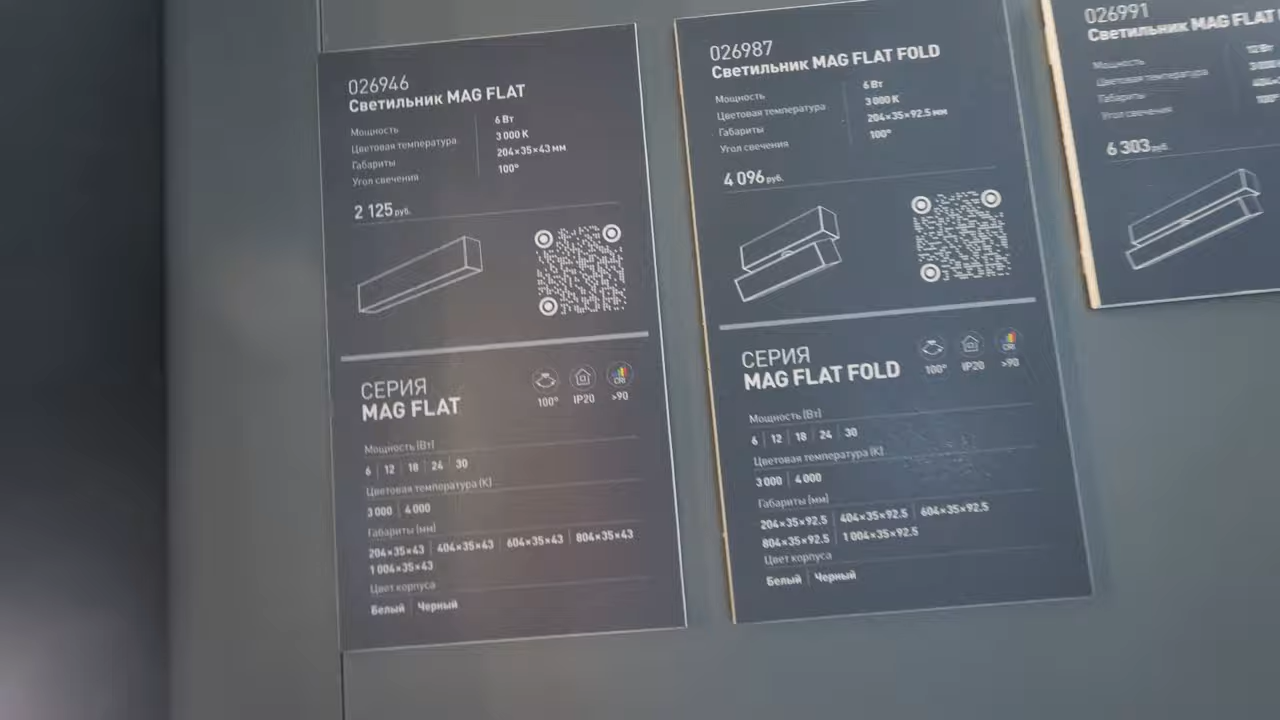 026946
Светильник MAG FLAT
Мощность 6 Вт
Цветовая температура 3 000 К
Габариты 204×35×43 мм
Угол свечения 100°
2 125 руб.
СЕРИЯ
MAG FLAT
100° IP20 CRI >90
Мощность (Вт)
6 | 12 | 18 | 24 | 30
Цветовая температура (К)
3 000 | 4 000
Габариты (мм)
204×35×43 | 404×35×43 | 604×35×43 | 804×35×43
1 004×35×43
Цвет корпуса
Белый | Черный
026987
Светильник MAG FLAT FOLD
Мощность 6 Вт
Цветовая температура 3 000 К
Габариты 204×35×92.5 мм
Угол свечения 100°
4 096 руб.
СЕРИЯ
MAG FLAT FOLD
100° IP20 CRI >90
Мощность (Вт)
6 | 12 | 18 | 24 | 30
Цветовая температура (К)
3 000 | 4 000
Габариты (мм)
204×35×92.5 | 404×35×92.5 | 604×35×92.5
804×35×92.5 | 1 004×35×92.5
Цвет корпуса
Белый | Черный
026991
Светильник MAG FLAT
Мощность 12 Вт
Цветовая температура
Габариты
Угол свечения 100°
6 303 руб.